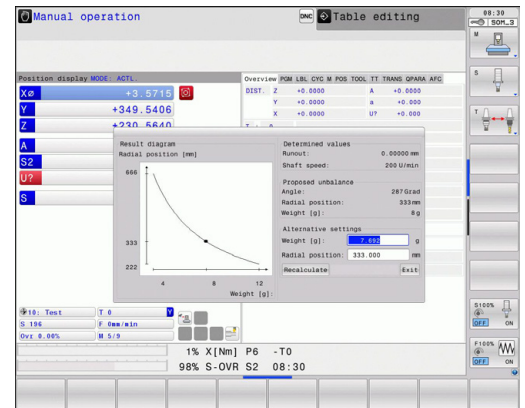 Manual operation
DNC
Table editing
08:30
SOM_3
Position display MODE: ACTL.
Overview PGM LBL CYC M POS TOOL TT TRANS QPARA AFC
X +3.5715
Y +349.5406
Z +230.5640
A
S2
U?
S
DIST. Z +0.0000 A +0.0000
Y +0.0000 a +0.000
X +0.0000 U? +0.000
M
S
T
Result diagram
Radial position [mm]
666
333
222
4 8 12
Weight [g]:
Determined values
Runout: 0.00000 mm
Shaft speed: 200 U/min
Proposed unbalance
Angle: 287 Grad
Radial position: 333 mm
Weight [g]: 8 g
Alternative settings
Weight [g]: 7.692 g
Radial position: 333.000 mm
Recalculate Exit
10: Test T 0 Y
S 196 F 0mm/min
Ovr 0.00% M 5/9
1% X[Nm] P6 -T0
98% S-OVR S2 08:30
S100%
OFF ON
F100%
OFF ON